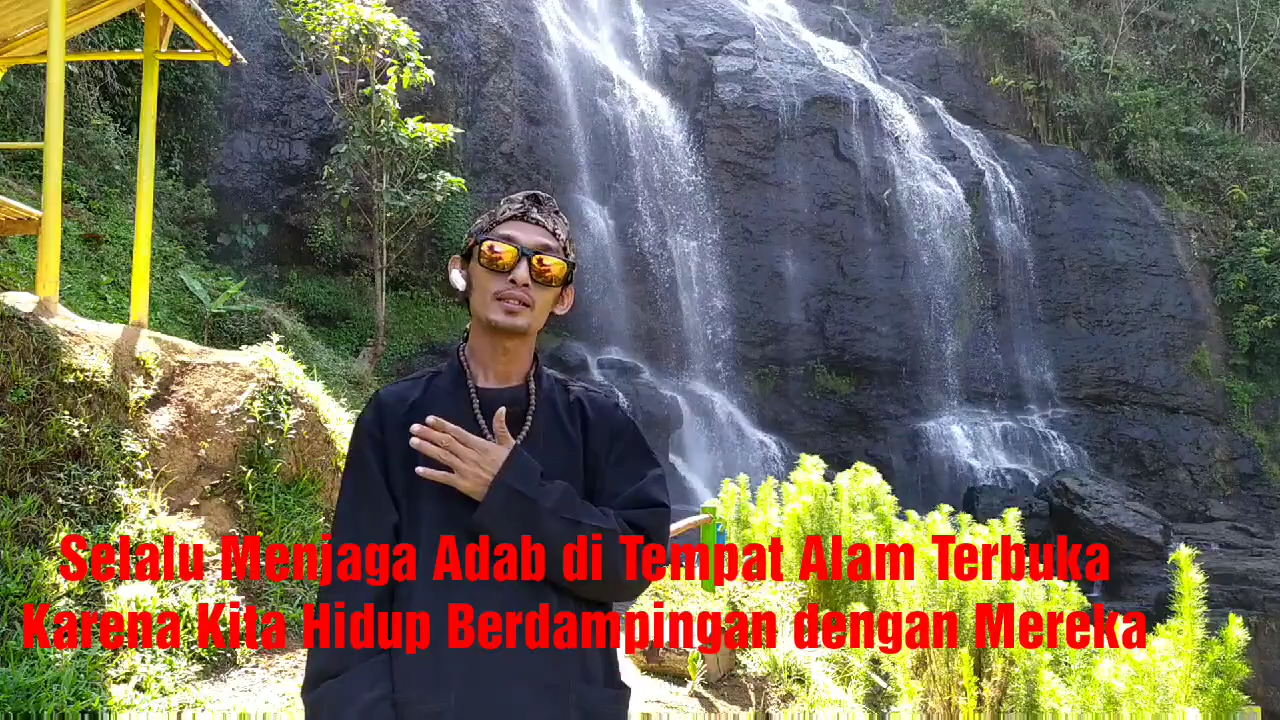 Selalu Menjaga Adab di Tempat Alam Terbuka
Karena Kita Hidup Berdampingan dengan Mereka